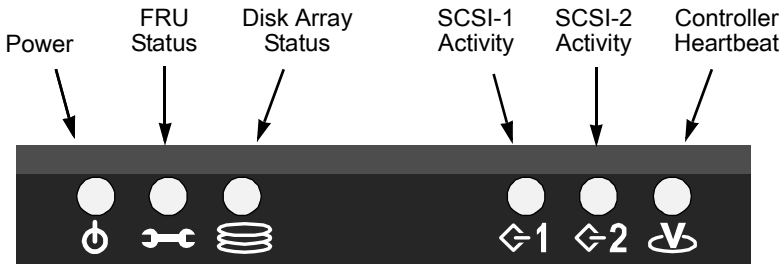 Power
FRU
Status
Disk Array
Status
SCSI-1
Activity
SCSI-2
Activity
Controller
Heartbeat
1
2
V